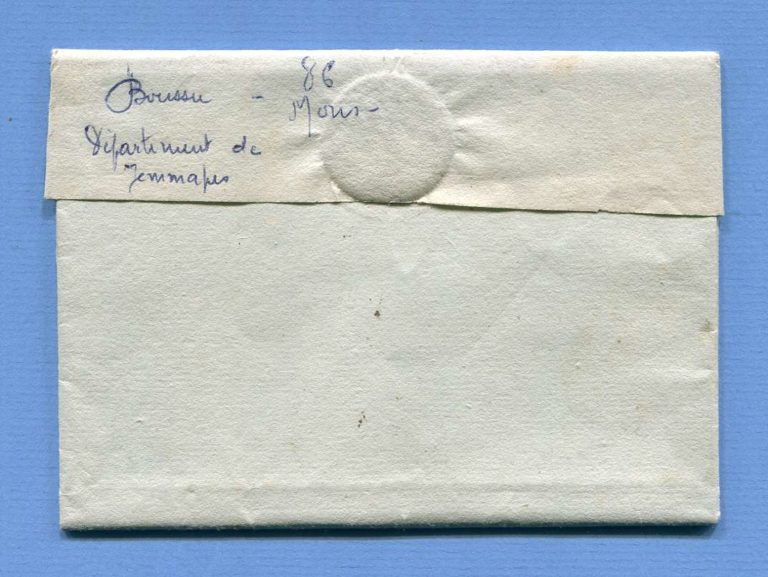 Boussu - 86
Mons-
Département de
Jemmapes